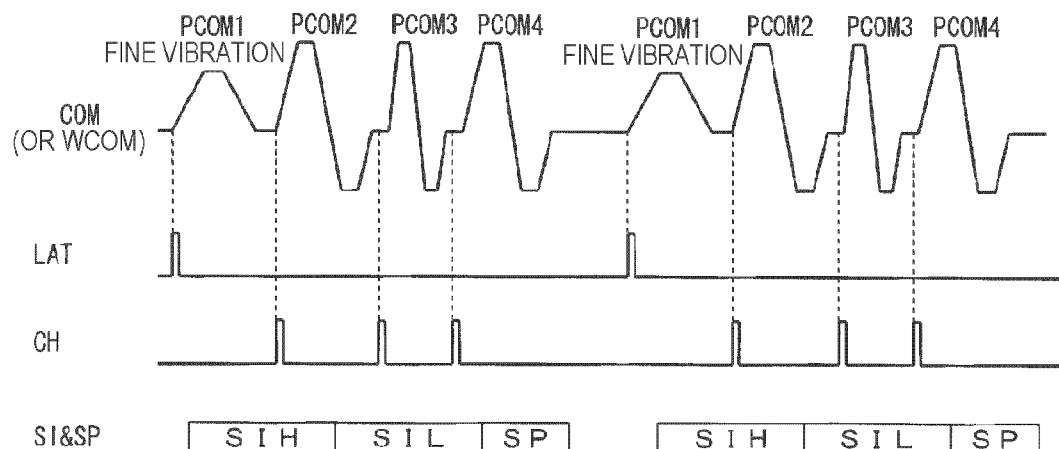 PCOM1 PCOM2 PCOM3 PCOM4 PCOM1 PCOM2 PCOM3 PCOM4
FINE VIBRATION FINE VIBRATION
COM
(OR WCOM)
LAT
CH
SI&SP SIH SIL SP SIH SIL SP